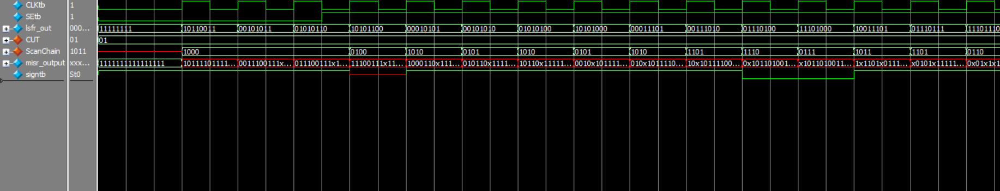 CLKtb 1
SEtb 1
lsfr_out 000... 11111111 10110011 00101011 01010110 10101100 00010101 00101010 01010100 10101000 00011101 00111010 01110100 11101000 10011101 01110111 11101110
CUT 01 01
ScanChain 1011 1000 0100 1010 0101 1010 0101 1010 1101 1110 0111 1011 1101 0110
misr_output xxx... 1111111111111111 10111101111... 0011100111x... 011100111x1... 11100111x11... 1000110x111... 010110x1111... 10110x11111... 0010x101111... 010x1011110... 10x10111100... 0x101101001... x1011010011... 1x1101x0111... x0101x11111... 0x01x1x1
signtb St0